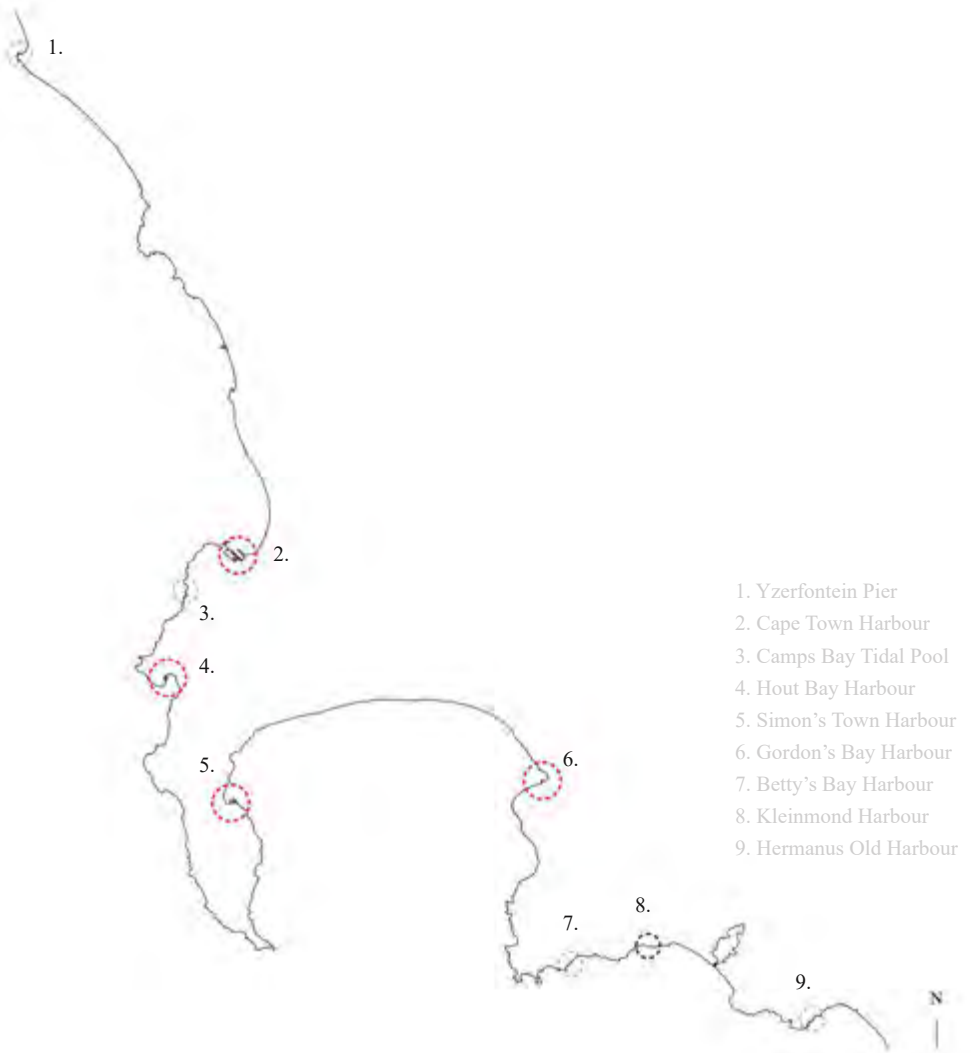 1.
2.
3.
4.
5.
6.
7.
8.
9.
1. Yzerfontein Pier
2. Cape Town Harbour
3. Camps Bay Tidal Pool
4. Hout Bay Harbour
5. Simon's Town Harbour
6. Gordon's Bay Harbour
7. Betty's Bay Harbour
8. Kleinmond Harbour
9. Hermanus Old Harbour
N